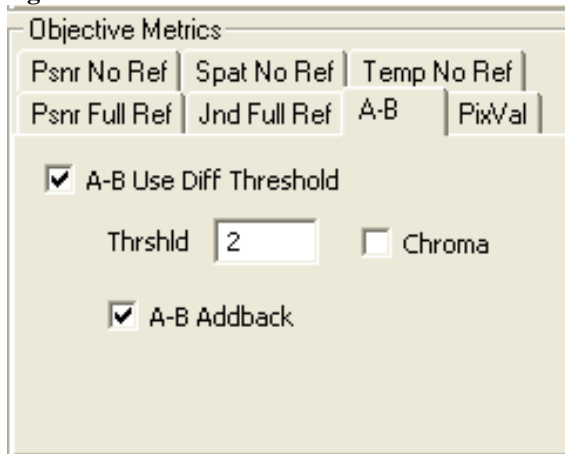 Objective Metrics
Psnr No Ref Spat No Ref Temp No Ref
Psnr Full Ref Jnd Full Ref A-B PixVal
A-B Use Diff Threshold
Thrshld 2 Chroma
A-B Addback